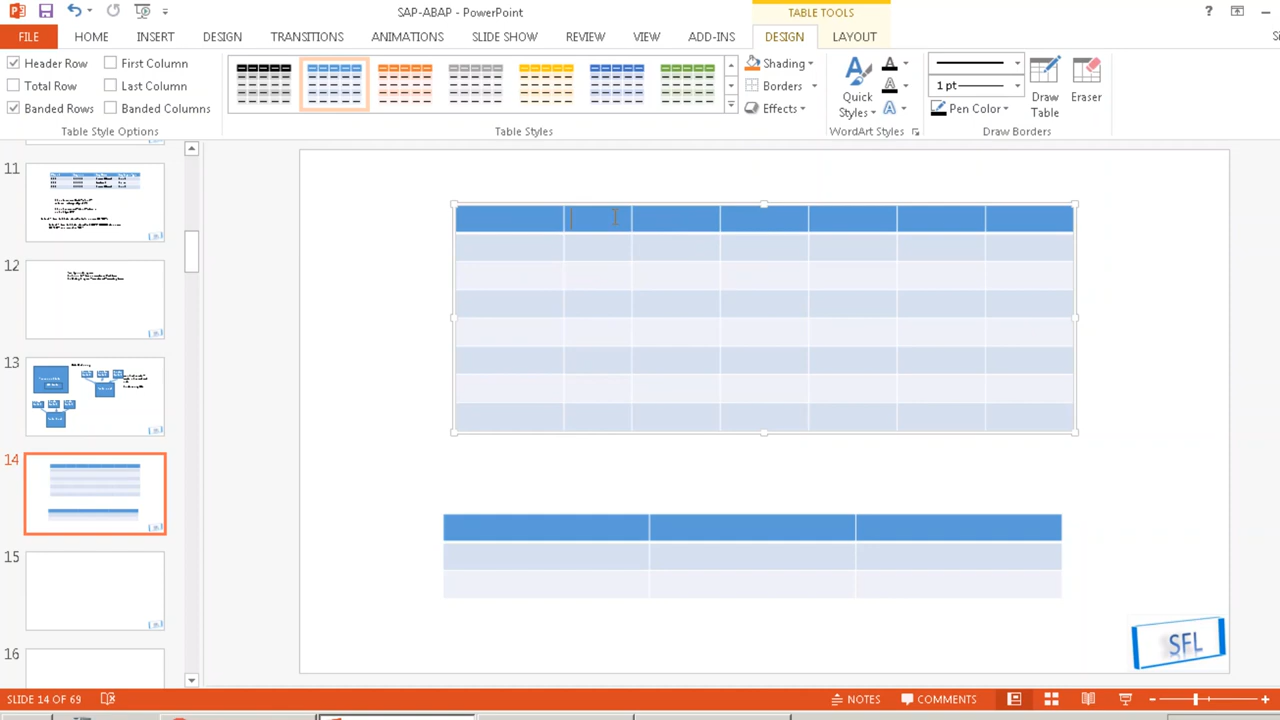 SAP-ABAP - PowerPoint
TABLE TOOLS
?
FILE
HOME
INSERT
DESIGN
TRANSITIONS
ANIMATIONS
SLIDE SHOW
REVIEW
VIEW
ADD-INS
DESIGN
LAYOUT
Header Row
First Column
Total Row
Last Column
Banded Rows
Banded Columns
Table Style Options
Table Styles
Shading
Borders
Effects
Quick Styles
WordArt Styles
1 pt
Pen Color
Draw Table
Eraser
Draw Borders
11
12
13
14
15
16
SFL
SLIDE 14 OF 69
NOTES
COMMENTS